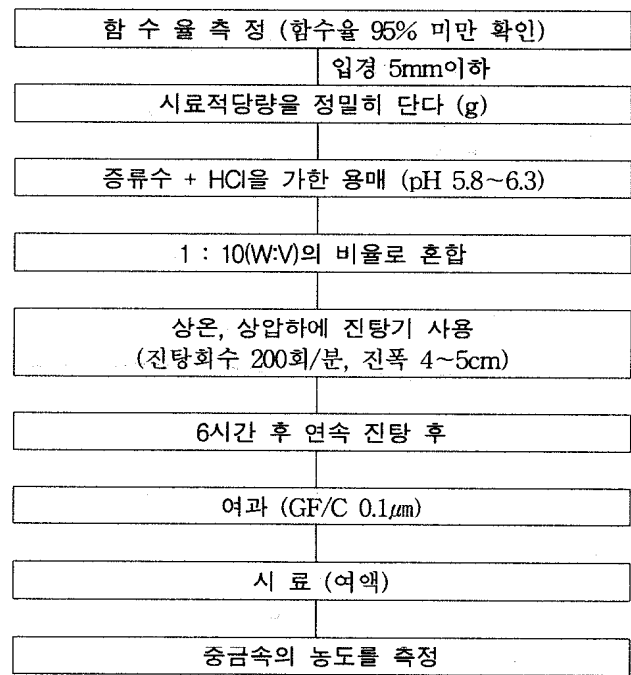 함 수 율 측 정 (함수율 95% 미만 확인)
입경 5mm이하
시료적당량을 정밀히 단다 (g)
증류수 + HCl을 가한 용매 (pH 5.8~6.3)
1 : 10(W:V)의 비율로 혼합
상온, 상압하에 진탕기 사용
(진탕회수 200회/분, 진폭 4~5cm)
6시간 후 연속 진탕 후
여과 (GF/C 0.1㎛)
시 료 (여액)
중금속의 농도를 측정